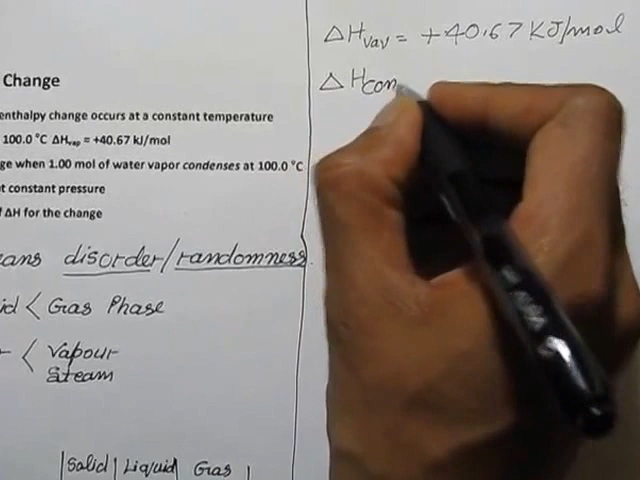 Change
enthalpy change occurs at a constant temperature
100.0 °C ΔHvap = +40.67 kJ/mol
ge when 1.00 mol of water vapor condenses at 100.0 °C
t constant pressure
f ΔH for the change
eans disorder/randomness
id < Gas Phase
r < Vapour
Steam
|Solid| Liquid| Gas |
ΔHvav = +40.67 KJ/mol
ΔHcon